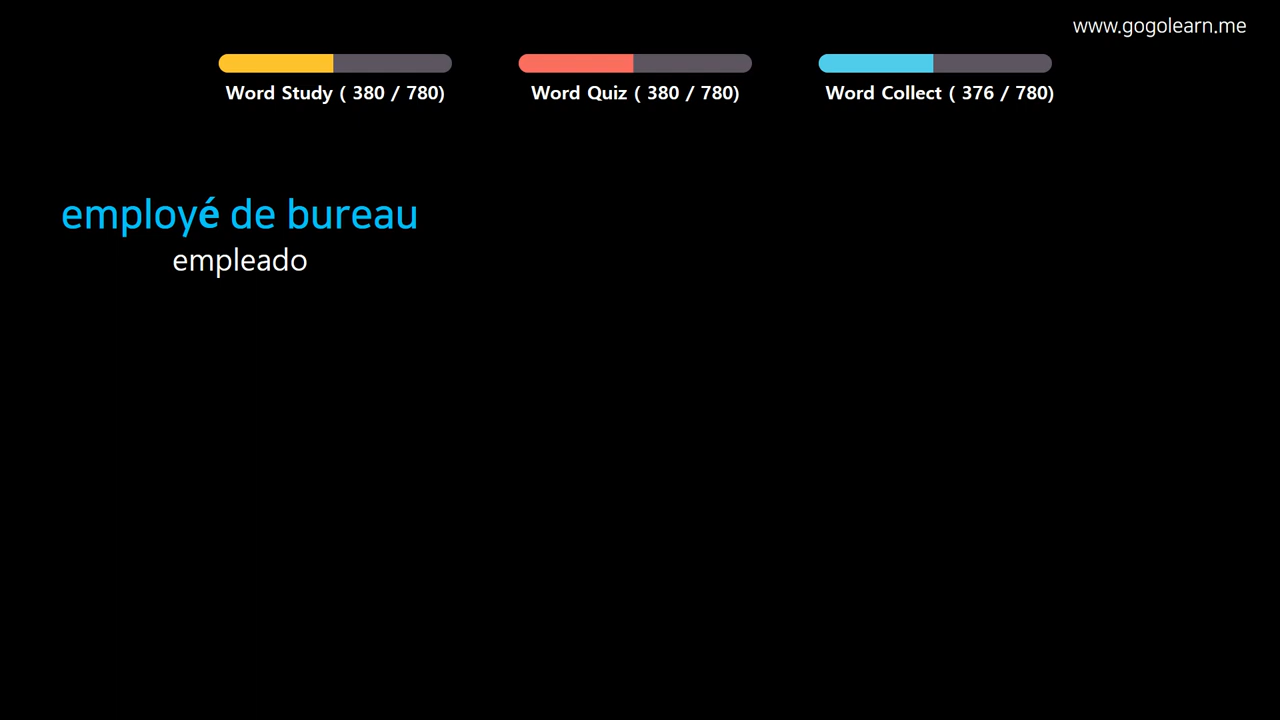 www.gogolearn.me
Word Study ( 380 / 780)
Word Quiz ( 380 / 780)
Word Collect ( 376 / 780)
employé de bureau
empleado